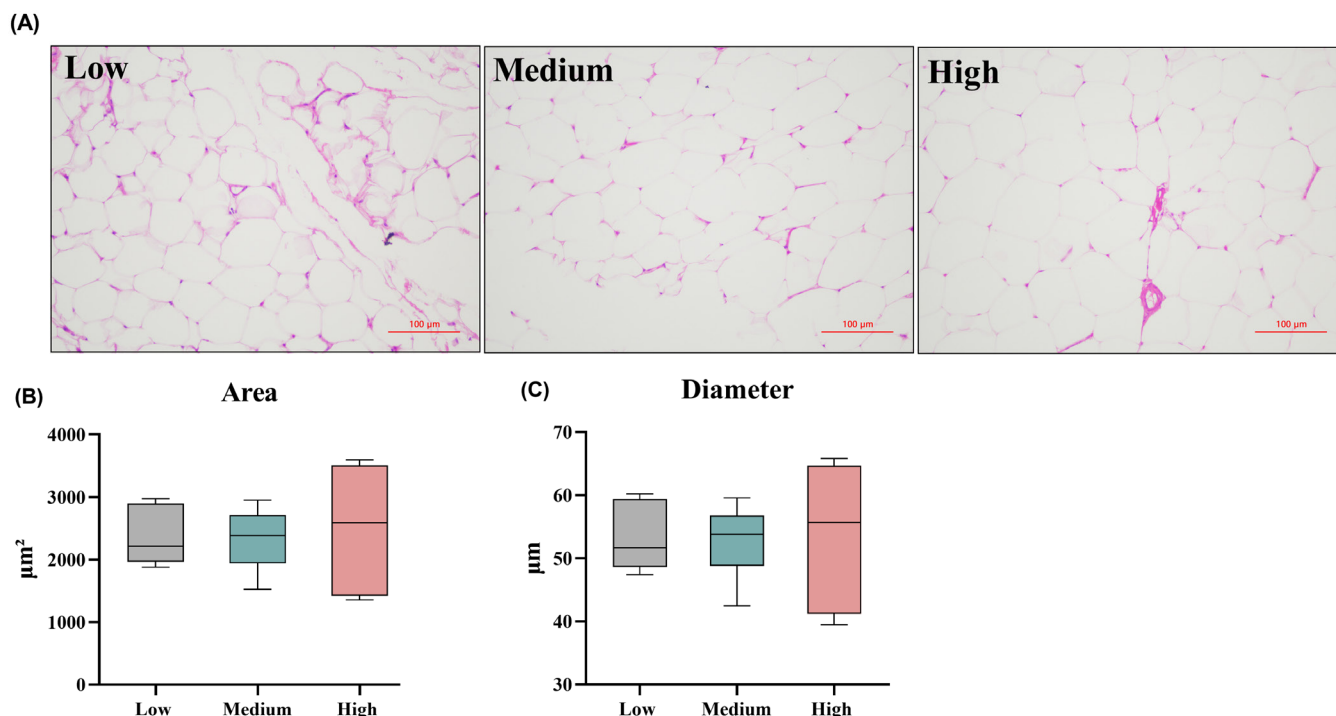 (A)
Low
Medium
High
100 μm
100 μm
100 μm
(B)
Area
μm²
4000
3000
2000
1000
0
Low Medium High
(C)
Diameter
μm
70
60
50
40
30
Low Medium High